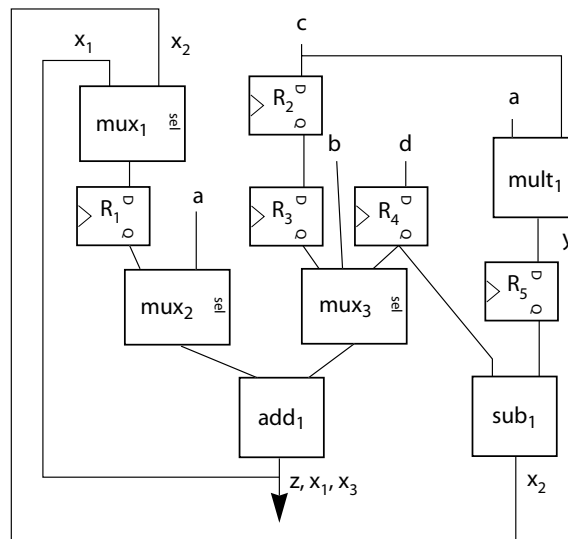 c
x₁ x₂
a
R₂ D Q
mux₁ sel
b d
mult₁
R₁ D Q
a
R₃ D Q
R₄ D Q
y
R₅ D Q
mux₂ sel
mux₃ sel
add₁
sub₁
z, x₁, x₃
x₂